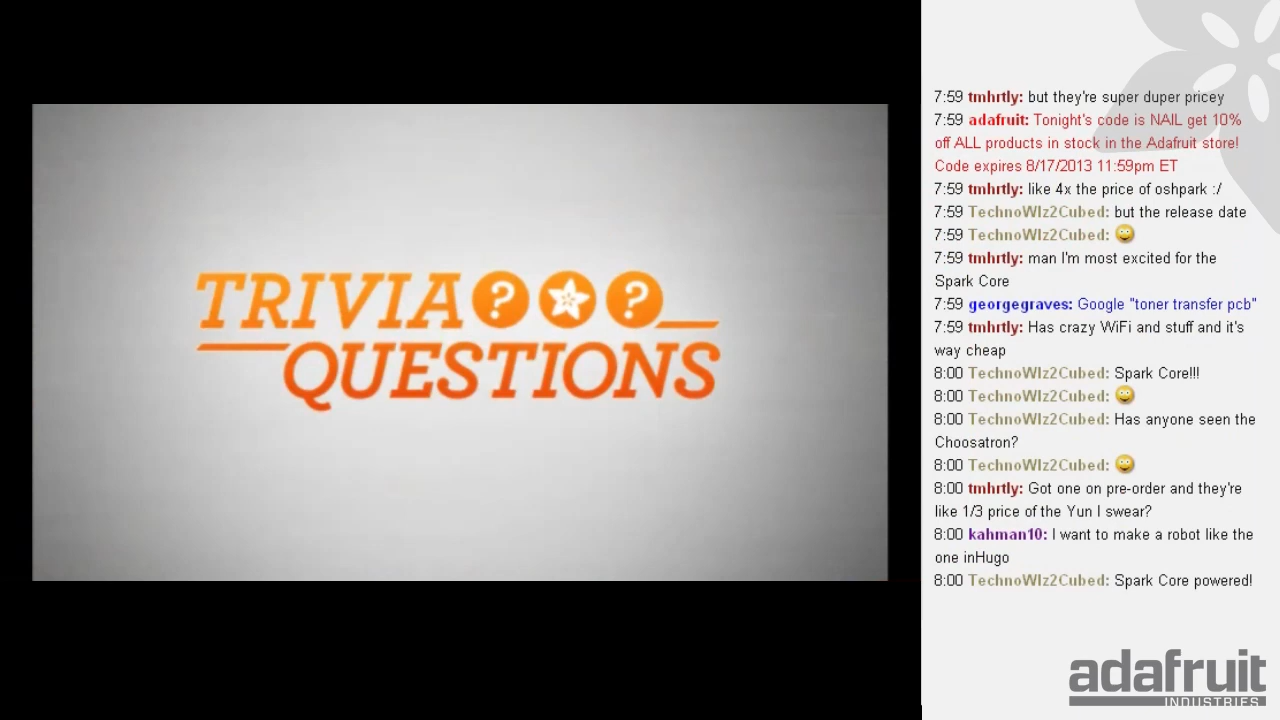 TRIVIA ? ?
QUESTIONS
7:59 tmhrtly: but they're super duper pricey
7:59 adafruit: Tonight's code is NAIL get 10%
off ALL products in stock in the Adafruit store!
Code expires 8/17/2013 11:59pm ET
7:59 tmhrtly: like 4x the price of oshpark :/
7:59 TechnoWIz2Cubed: but the release date
7:59 TechnoWIz2Cubed:
7:59 tmhrtly: man I'm most excited for the
Spark Core
7:59 georgegraves: Google "toner transfer pcb"
7:59 tmhrtly: Has crazy WiFi and stuff and it's
way cheap
8:00 TechnoWIz2Cubed: Spark Core!!!
8:00 TechnoWIz2Cubed:
8:00 TechnoWIz2Cubed: Has anyone seen the
Choosatron?
8:00 TechnoWIz2Cubed:
8:00 tmhrtly: Got one on pre-order and they're
like 1/3 price of the Yun I swear?
8:00 kahman10: I want to make a robot like the
one inHugo
8:00 TechnoWIz2Cubed: Spark Core powered!
adafruit
INDUSTRIES